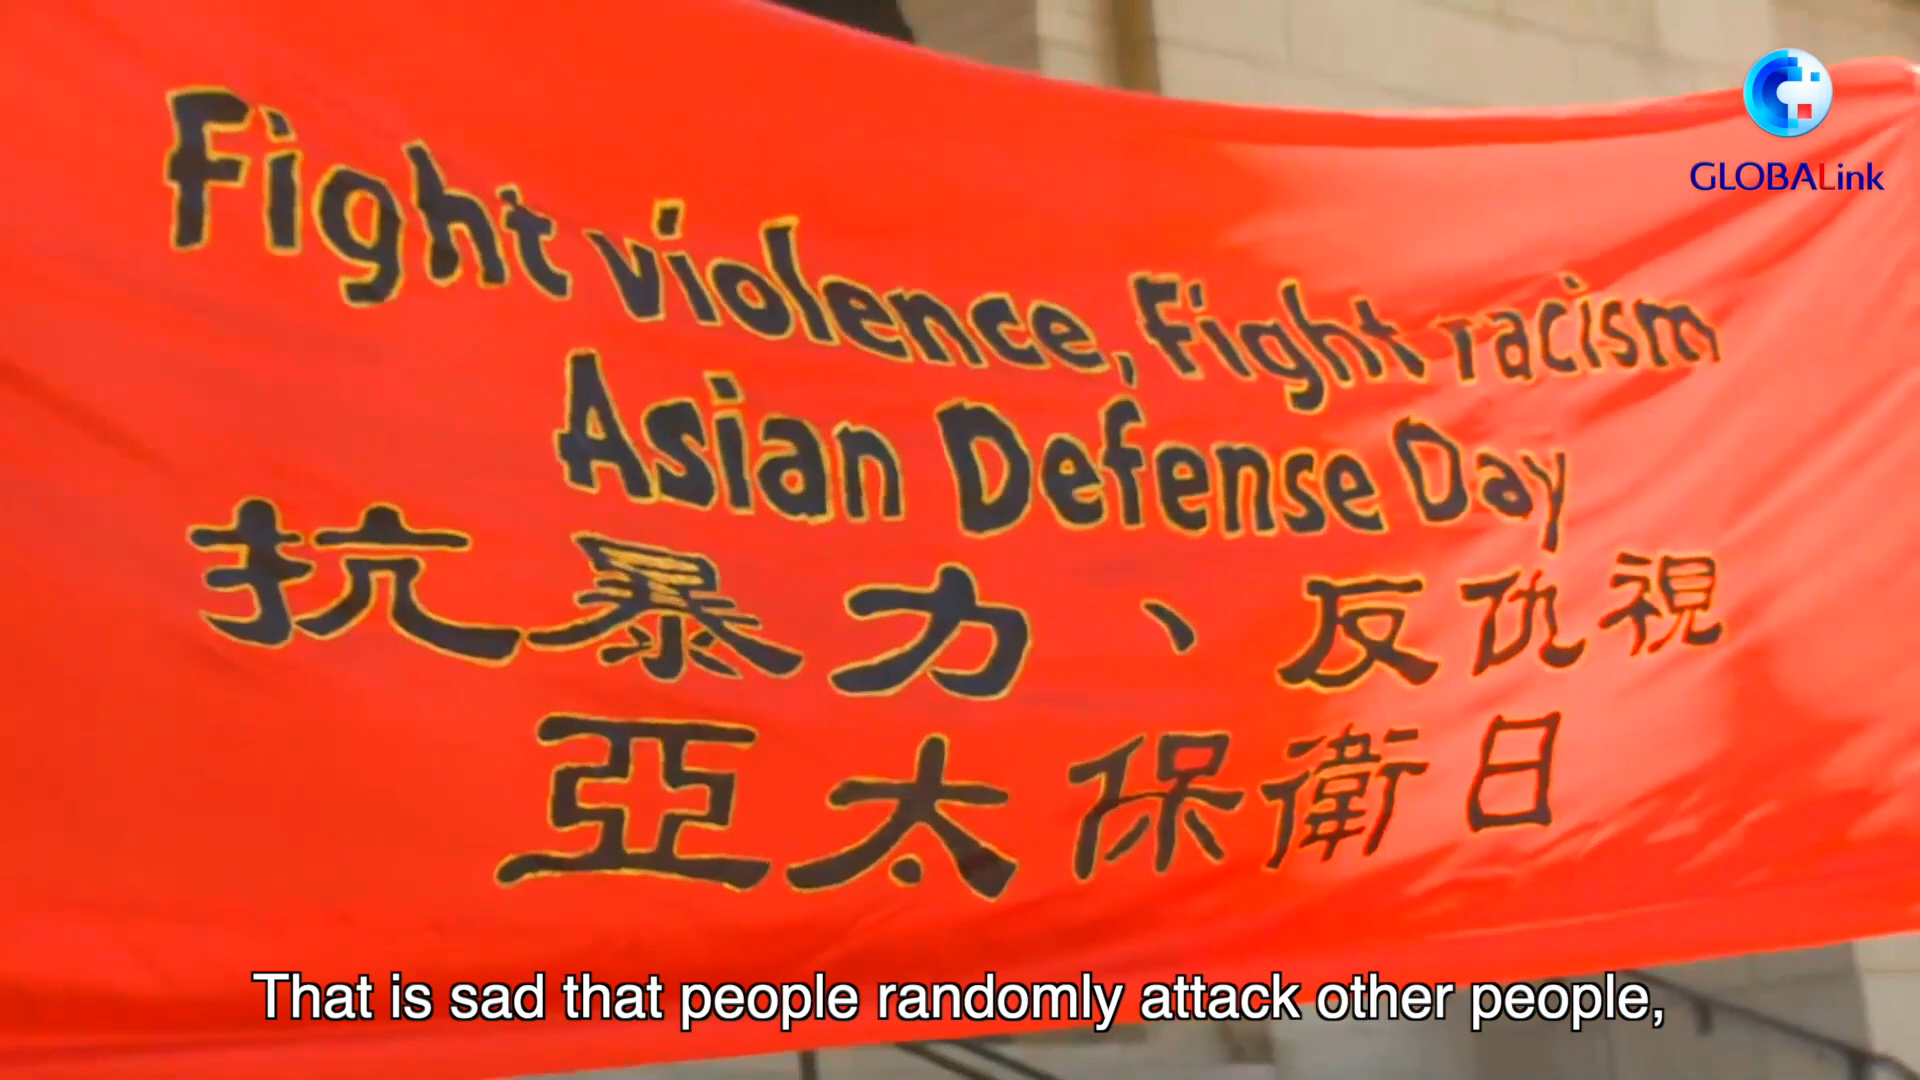 GLOBALink
Fight violence, Fight racism
Asian Defense Day
抗暴力、反仇視
亞太保衛日
That is sad that people randomly attack other people,